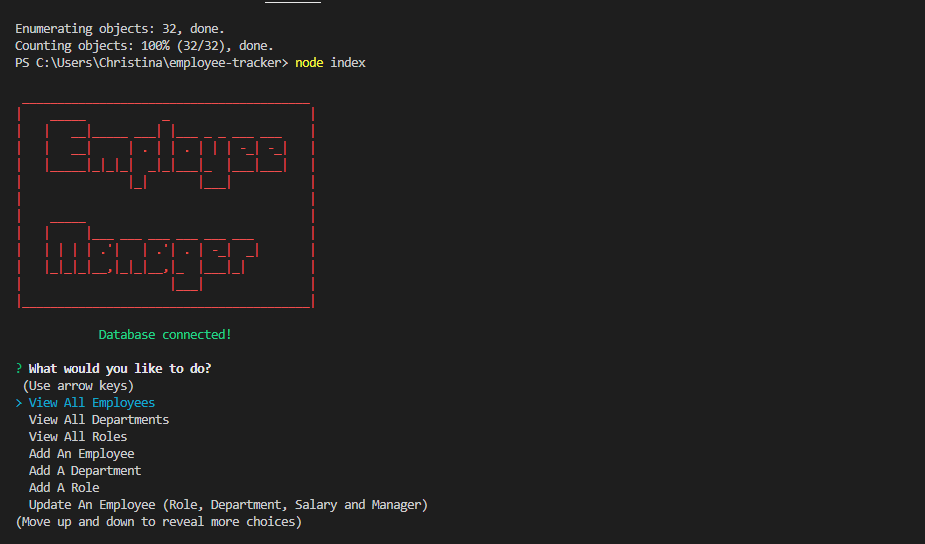 Enumerating objects: 32, done.
Counting objects: 100% (32/32), done.
PS C:\Users\Christina\employee-tracker> node index
Employee
Manager
Database connected!
? What would you like to do?
(Use arrow keys)
> View All Employees
View All Departments
View All Roles
Add An Employee
Add A Department
Add A Role
Update An Employee (Role, Department, Salary and Manager)
(Move up and down to reveal more choices)